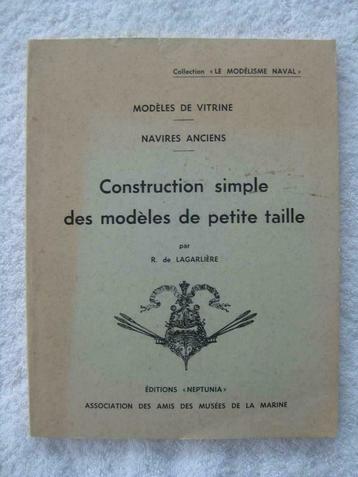 Collection « LE MODÉLISME NAVAL »
MODÈLES DE VITRINE
NAVIRES ANCIENS
Construction simple
des modèles de petite taille
par
R. de LAGARLIÈRE
ÉDITIONS «NEPTUNIA»
ASSOCIATION DES AMIS DES MUSÉES DE LA MARINE